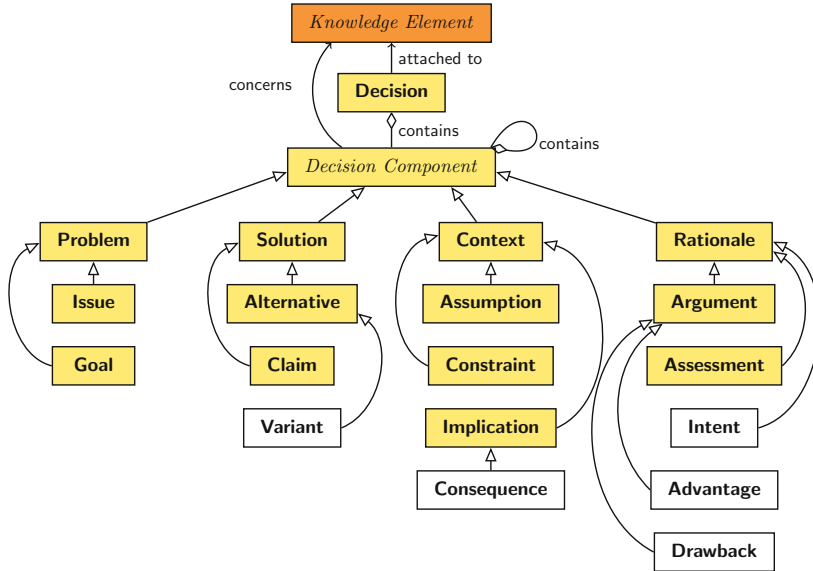 Knowledge Element
attached to
concerns
Decision
contains
contains
Decision Component
Problem
Solution
Context
Rationale
Issue
Alternative
Assumption
Argument
Goal
Claim
Constraint
Assessment
Variant
Implication
Intent
Consequence
Advantage
Drawback